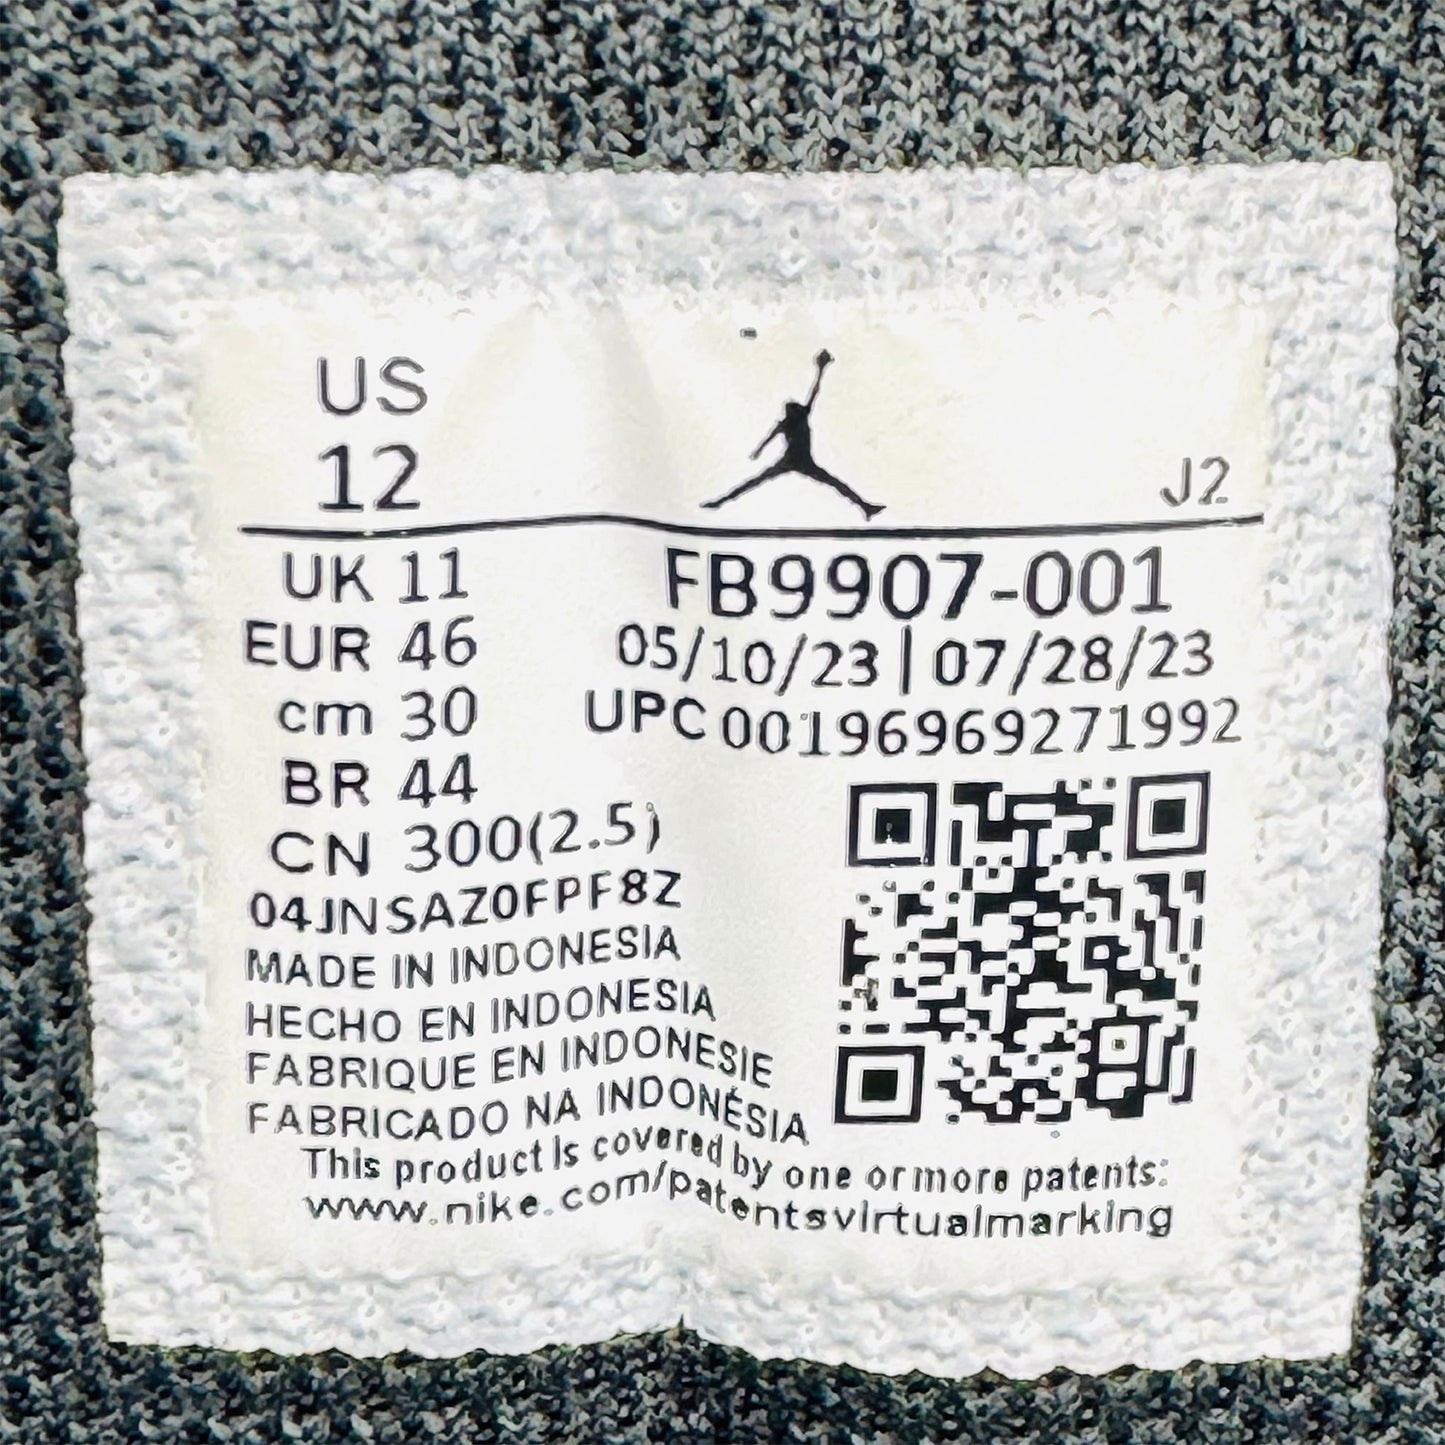 US
12
J2
UK 11
EUR 46
cm 30
BR 44
CN 300(2.5)
FB9907-001
05/10/23 | 07/28/23
UPC 00196969271992
04JNSAZ0FPF8Z
MADE IN INDONESIA
HECHO EN INDONESIA
FABRIQUE EN INDONESIE
FABRICADO NA INDONÉSIA
This product is covered by one or more patents:
www.nike.com/patentsvirtualmarking